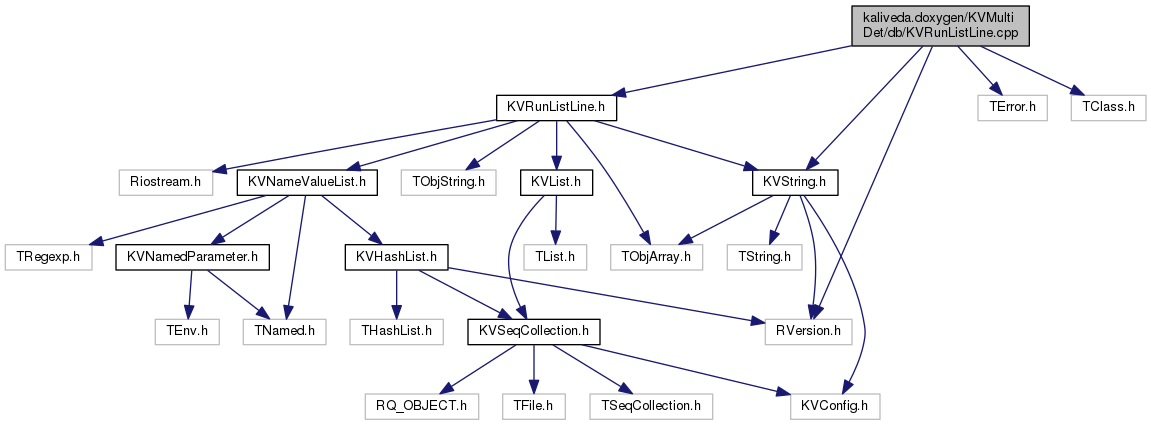 kaliveda.doxygen/KVMulti
Det/db/KVRunListLine.cpp
KVRunListLine.h
TError.h
TClass.h
Riostream.h
KVNameValueList.h
TObjString.h
KVList.h
KVString.h
TRegexp.h
KVNamedParameter.h
KVHashList.h
TList.h
TObjArray.h
TString.h
TEnv.h
TNamed.h
THashList.h
KVSeqCollection.h
RVersion.h
RQ_OBJECT.h
TFile.h
TSeqCollection.h
KVConfig.h